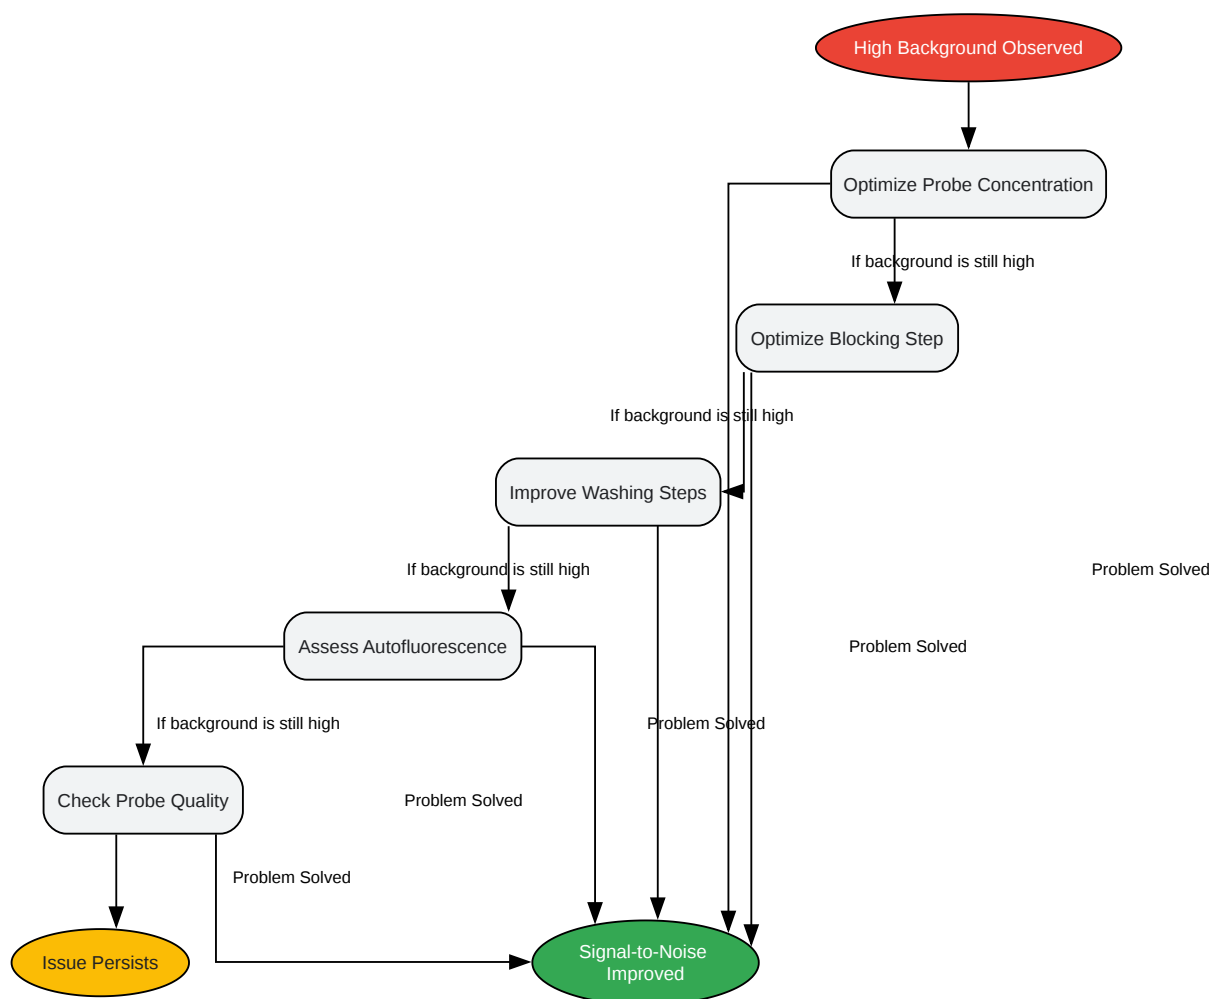 High Background Observed
Optimize Probe Concentration
If background is still high
Optimize Blocking Step
If background is still high
Improve Washing Steps
If background is still high
Problem Solved
Assess Autofluorescence
Problem Solved
If background is still high
Problem Solved
Check Probe Quality
Problem Solved
Problem Solved
Issue Persists
Signal-to-Noise
Improved